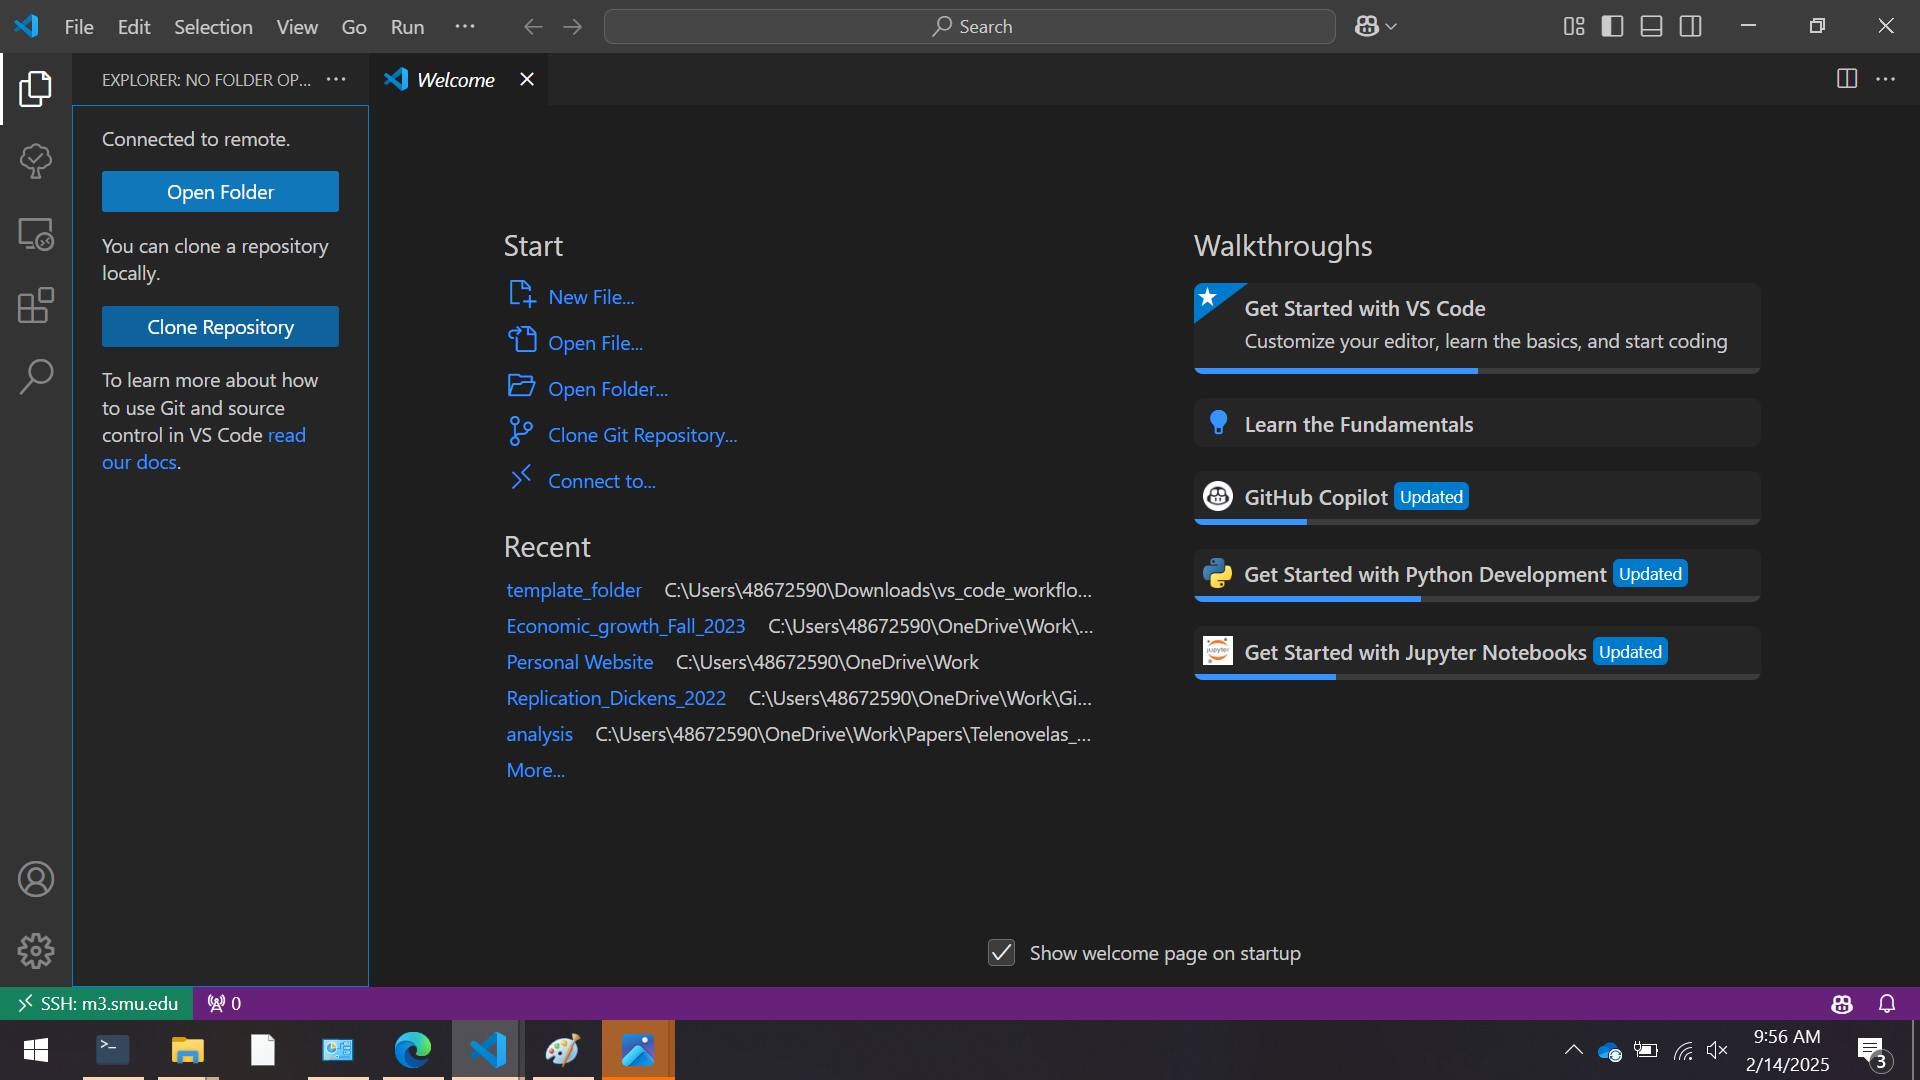 File Edit Selection View Go Run ···
Search
EXPLORER: NO FOLDER OP... ···
Welcome
Connected to remote.
Open Folder
You can clone a repository
locally.
Clone Repository
To learn more about how
to use Git and source
control in VS Code read
our docs.
Start
New File...
Open File...
Open Folder...
Clone Git Repository...
Connect to...
Recent
template_folder C:\Users\48672590\Downloads\vs_code_workflo...
Economic_growth_Fall_2023 C:\Users\48672590\OneDrive\Work\...
Personal Website C:\Users\48672590\OneDrive\Work
Replication_Dickens_2022 C:\Users\48672590\OneDrive\Work\Gi...
analysis C:\Users\48672590\OneDrive\Work\Papers\Telenovelas_...
More...
Walkthroughs
Get Started with VS Code
Customize your editor, learn the basics, and start coding
Learn the Fundamentals
GitHub Copilot Updated
Get Started with Python Development Updated
jupyter
Get Started with Jupyter Notebooks Updated
Show welcome page on startup
SSH: m3.smu.edu 0
9:56 AM
2/14/2025
3